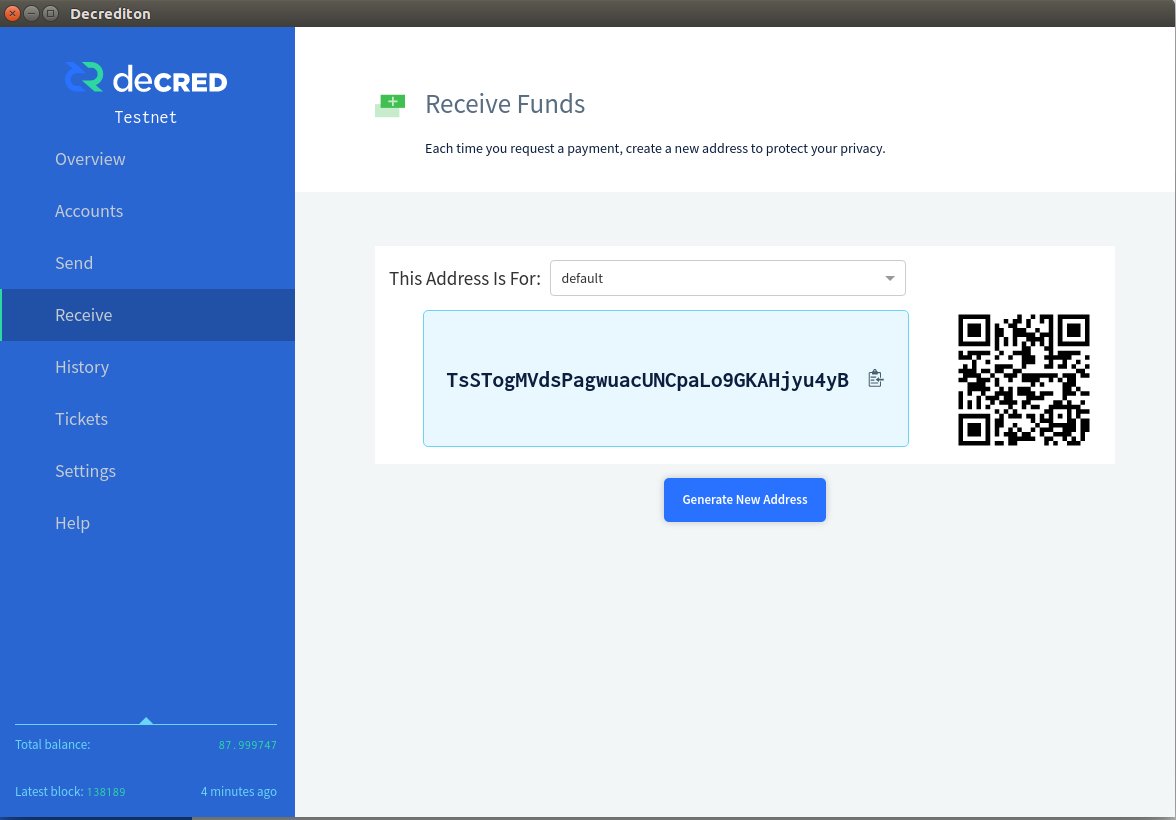 Decrediton
deCRED
Testnet
Overview
Accounts
Send
Receive
History
Tickets
Settings
Help
Total balance: 87.999747
Latest block: 138189 4 minutes ago
Receive Funds
Each time you request a payment, create a new address to protect your privacy.
This Address Is For: default
TsSTogMVdsPagwuacUNCpaLo9GKAHjyu4yB
Generate New Address